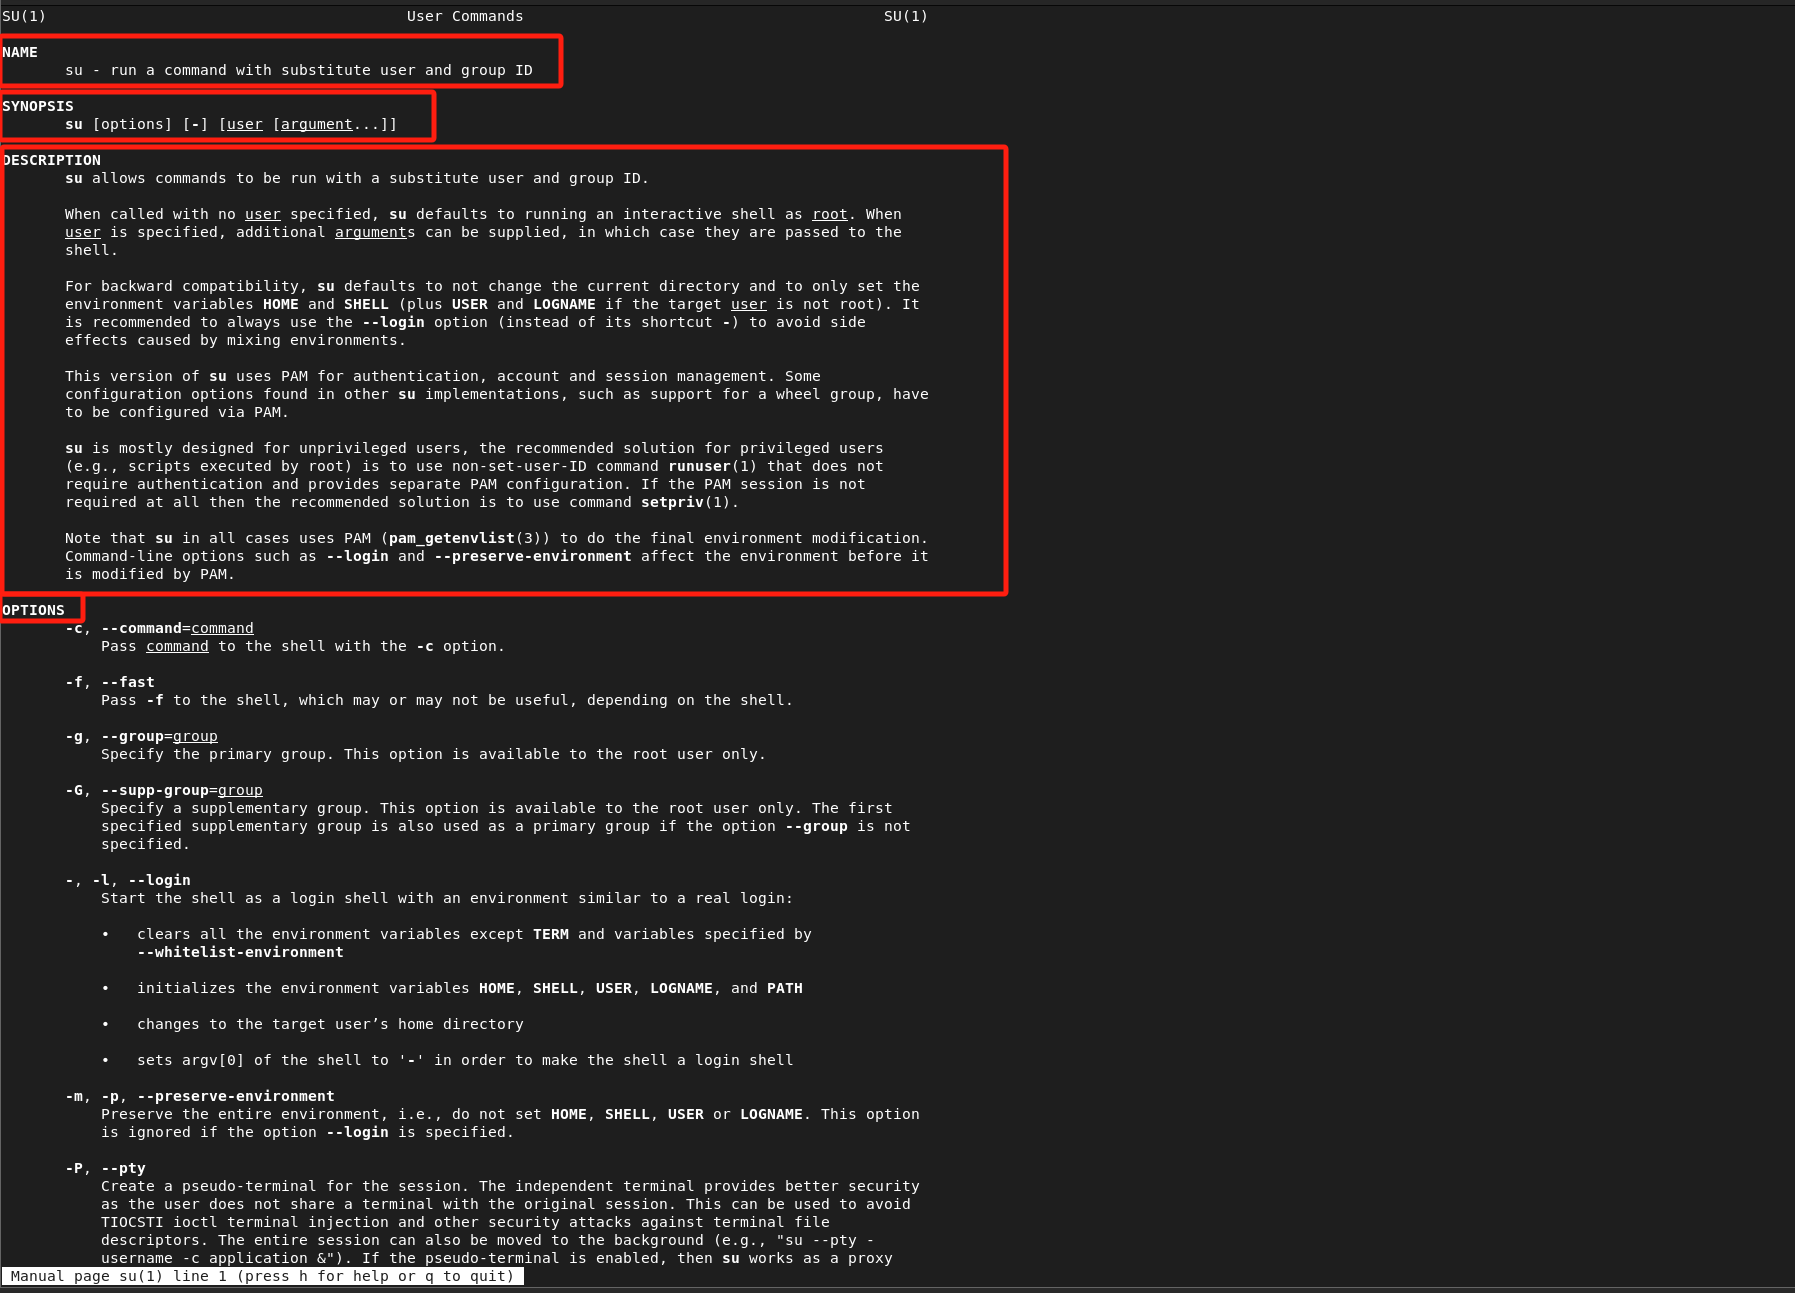 SU(1) User Commands SU(1)
NAME
su - run a command with substitute user and group ID
SYNOPSIS
su [options] [-] [user [argument...]]
DESCRIPTION
su allows commands to be run with a substitute user and group ID.
When called with no user specified, su defaults to running an interactive shell as root. When
user is specified, additional arguments can be supplied, in which case they are passed to the
shell.
For backward compatibility, su defaults to not change the current directory and to only set the
environment variables HOME and SHELL (plus USER and LOGNAME if the target user is not root). It
is recommended to always use the --login option (instead of its shortcut -) to avoid side
effects caused by mixing environments.
This version of su uses PAM for authentication, account and session management. Some
configuration options found in other su implementations, such as support for a wheel group, have
to be configured via PAM.
su is mostly designed for unprivileged users, the recommended solution for privileged users
(e.g., scripts executed by root) is to use non-set-user-ID command runuser(1) that does not
require authentication and provides separate PAM configuration. If the PAM session is not
required at all then the recommended solution is to use command setpriv(1).
Note that su in all cases uses PAM (pam_getenvlist(3)) to do the final environment modification.
Command-line options such as --login and --preserve-environment affect the environment before it
is modified by PAM.
OPTIONS
-c, --command=command
Pass command to the shell with the -c option.
-f, --fast
Pass -f to the shell, which may or may not be useful, depending on the shell.
-g, --group=group
Specify the primary group. This option is available to the root user only.
-G, --supp-group=group
Specify a supplementary group. This option is available to the root user only. The first
specified supplementary group is also used as a primary group if the option --group is not
specified.
-, -l, --login
Start the shell as a login shell with an environment similar to a real login:
• clears all the environment variables except TERM and variables specified by
--whitelist-environment
• initializes the environment variables HOME, SHELL, USER, LOGNAME, and PATH
• changes to the target user’s home directory
• sets argv[0] of the shell to '-' in order to make the shell a login shell
-m, -p, --preserve-environment
Preserve the entire environment, i.e., do not set HOME, SHELL, USER or LOGNAME. This option
is ignored if the option --login is specified.
-P, --pty
Create a pseudo-terminal for the session. The independent terminal provides better security
as the user does not share a terminal with the original session. This can be used to avoid
TIOCSTI ioctl terminal injection and other security attacks against terminal file
descriptors. The entire session can also be moved to the background (e.g., "su --pty -
username -c application &"). If the pseudo-terminal is enabled, then su works as a proxy
Manual page su(1) line 1 (press h for help or q to quit)